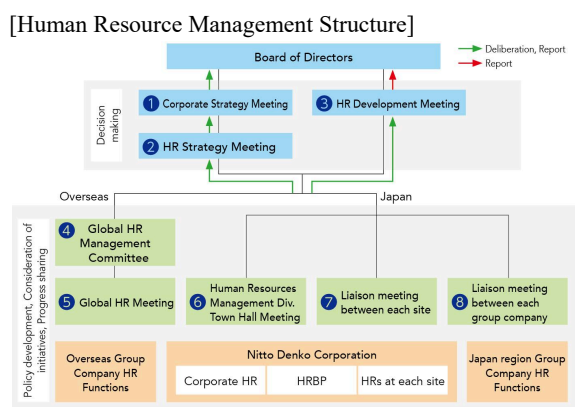 [Human Resource Management Structure]
Board of Directors
Deliberation, Report
Report
Decision
making
1 Corporate Strategy Meeting
3 HR Development Meeting
2 HR Strategy Meeting
Overseas
Japan
Policy development, Consideration of
initiatives, Progress sharing
4 Global HR
Management
Committee
5 Global HR Meeting
6 Human Resources
Management Div.
Town Hall Meeting
7 Liaison meeting
between each site
8 Liaison meeting
between each
group company
Overseas Group
Company HR
Functions
Nitto Denko Corporation
Corporate HR
HRBP
HRs at each site
Japan region Group
Company HR
Functions